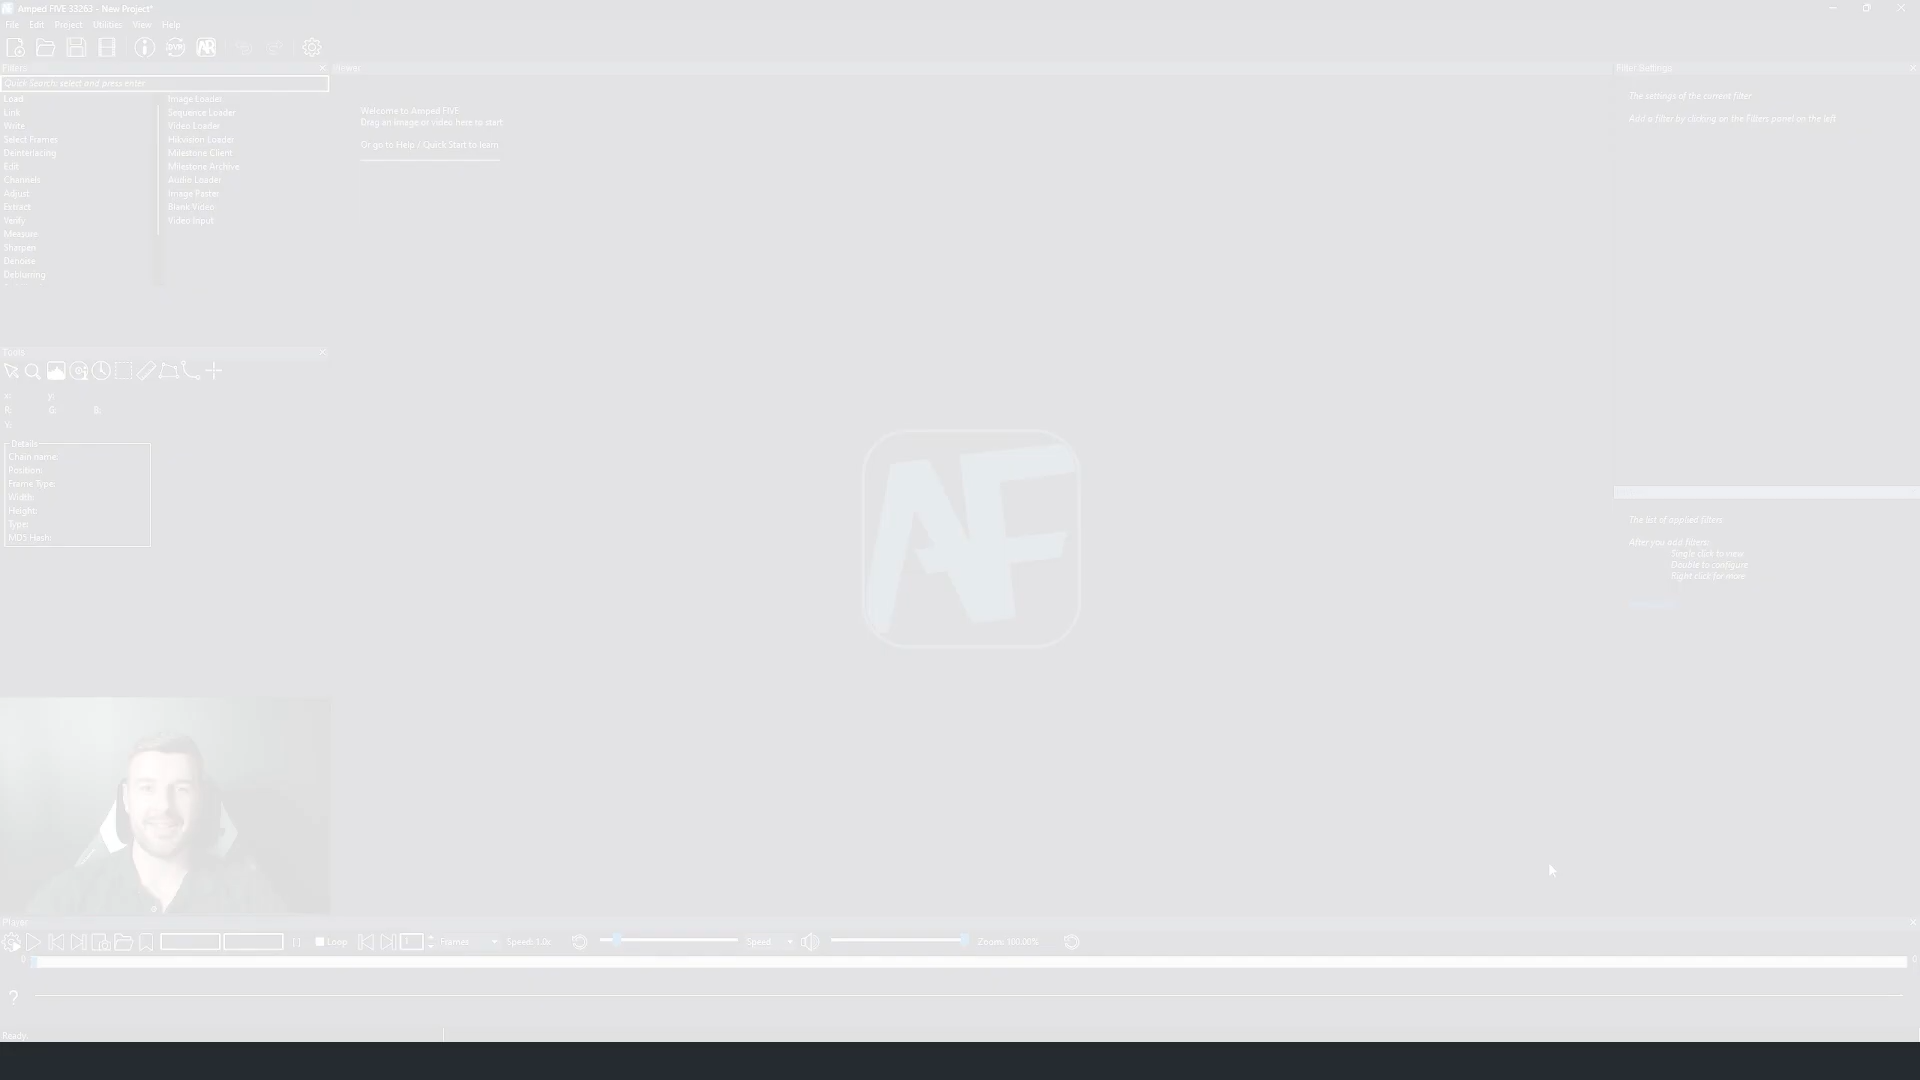 Amped FIVE 33263 - New Project*
File Edit Project Utilities View Help
DVR
AR
Filters
Viewer
Filter Settings
Quick Search: select and press enter
Load
Link
Write
Select Frames
Deinterlacing
Edit
Channels
Adjust
Extract
Verify
Measure
Sharpen
Denoise
Deblurring
Image Loader
Sequence Loader
Video Loader
Hikvision Loader
Milestone Client
Milestone Archive
Audio Loader
Image Paster
Blank Video
Video Input
Welcome to Amped FIVE
Drag an image or video here to start
Or go to Help / Quick Start to learn
The settings of the current filter
Add a filter by clicking on the Filters panel on the left
Tools
x: y:
R: G: B:
V:
Details
Chain name:
Position:
Frame Type:
Width:
Height:
Type:
MD5 Hash:
AF
The list of applied filters
After you add filters:
Single click to view
Double to configure
Right click for more
Player
Loop
1
Frames
Speed: 1.0x
Speed
Zoom: 100.00%
0
0
?
Ready